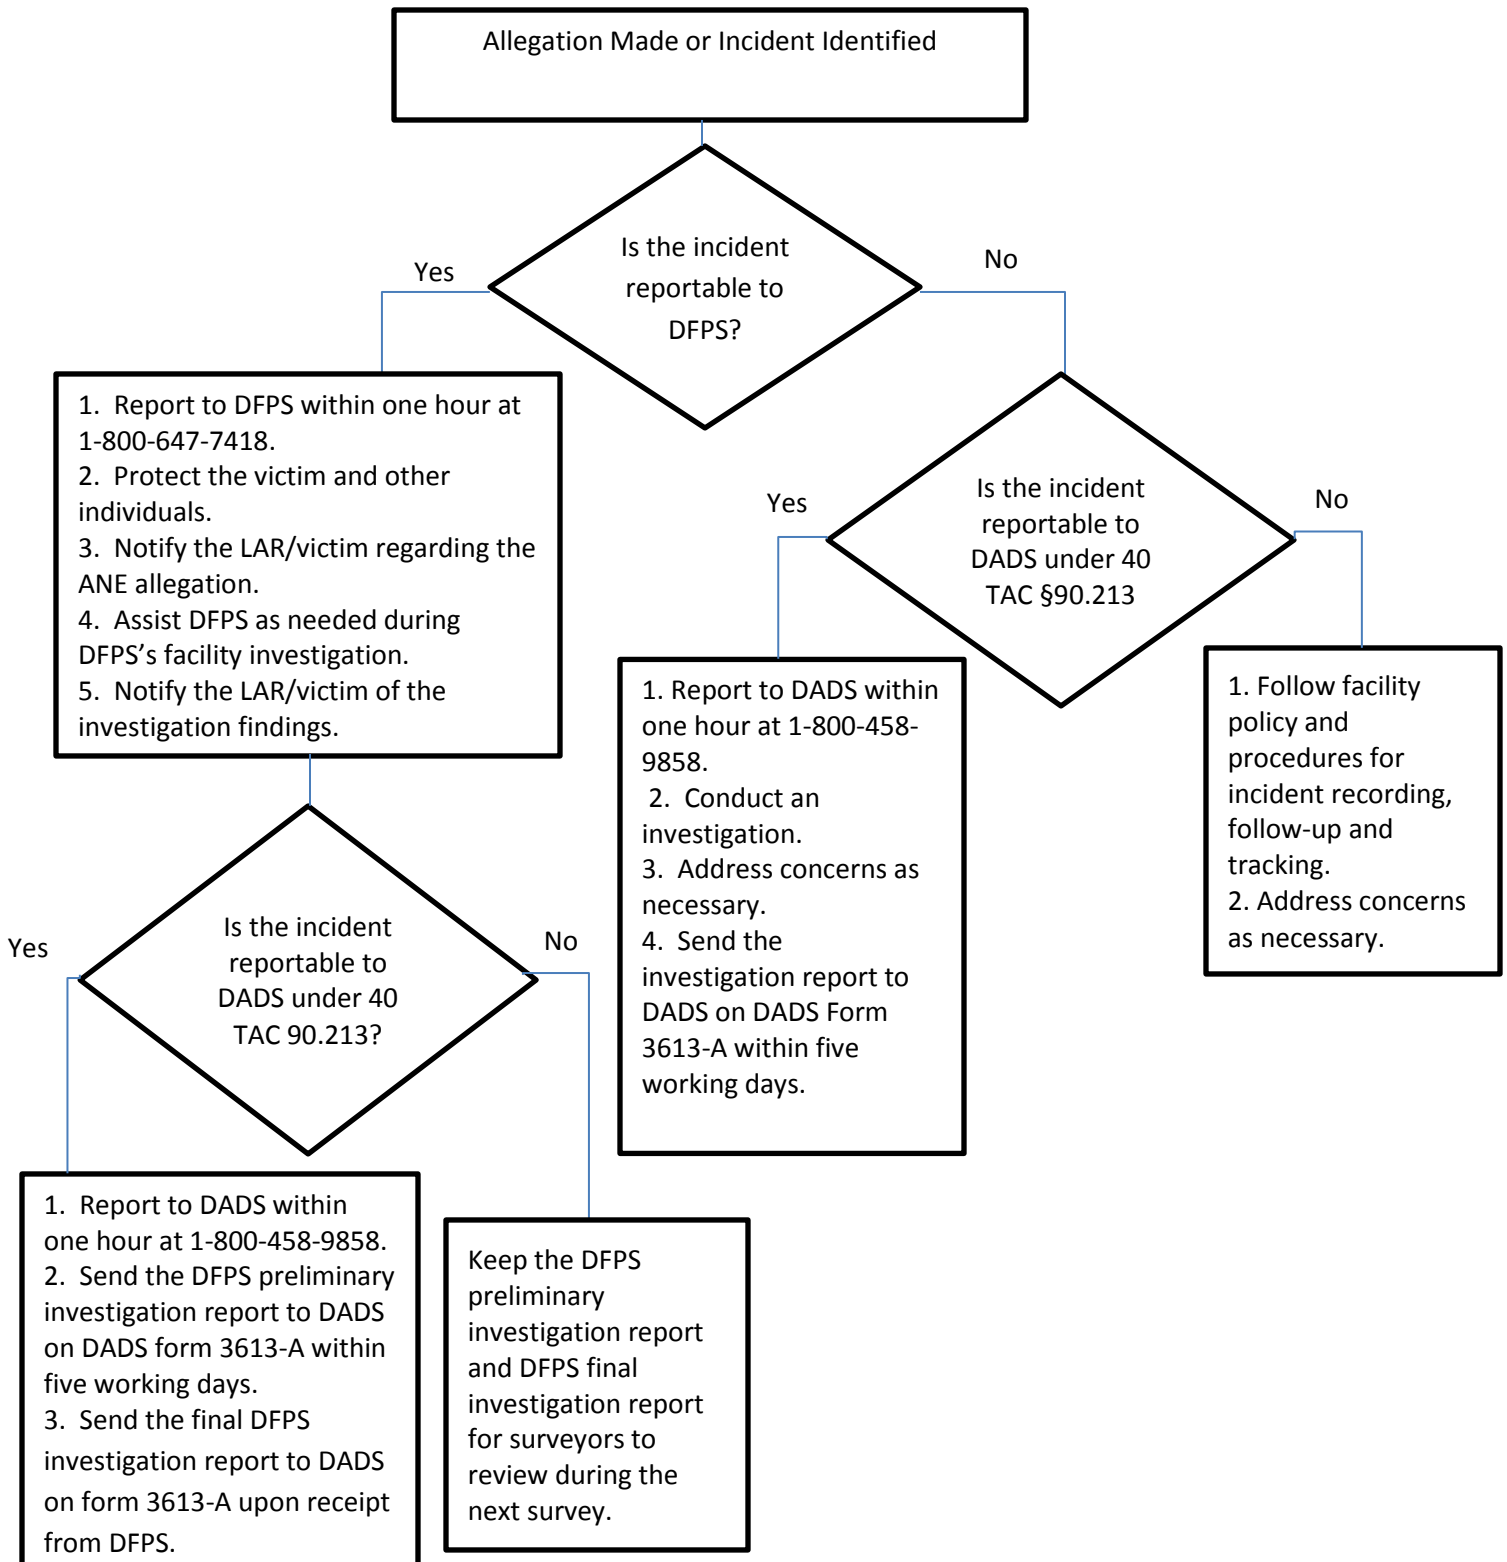 Allegation Made or Incident Identified
Is the incident
reportable to
DFPS?
Yes
No
1.  Report to DFPS within one hour at
1-800-647-7418.
2.  Protect the victim and other
individuals.
3.  Notify the LAR/victim regarding the
ANE allegation.
4.  Assist DFPS as needed during
DFPS’s facility investigation.
5.  Notify the LAR/victim of the
investigation findings.
Is the incident
reportable to
DADS under 40
TAC §90.213
Yes
No
1. Report to DADS within
one hour at 1-800-458-
9858.
2.  Conduct an
investigation.
3.  Address concerns as
necessary.
4.  Send the
investigation report to
DADS on DADS Form
3613-A within five
working days.
1. Follow facility
policy and
procedures for
incident recording,
follow-up and
tracking.
2. Address concerns
as necessary.
Is the incident
reportable to
DADS under 40
TAC 90.213?
Yes
No
1.  Report to DADS within
one hour at 1-800-458-9858.
2.  Send the DFPS preliminary
investigation report to DADS
on DADS form 3613-A within
five working days.
3.  Send the final DFPS
investigation report to DADS
on form 3613-A upon receipt
from DFPS.
Keep the DFPS
preliminary
investigation report
and DFPS final
investigation report
for surveyors to
review during the
next survey.